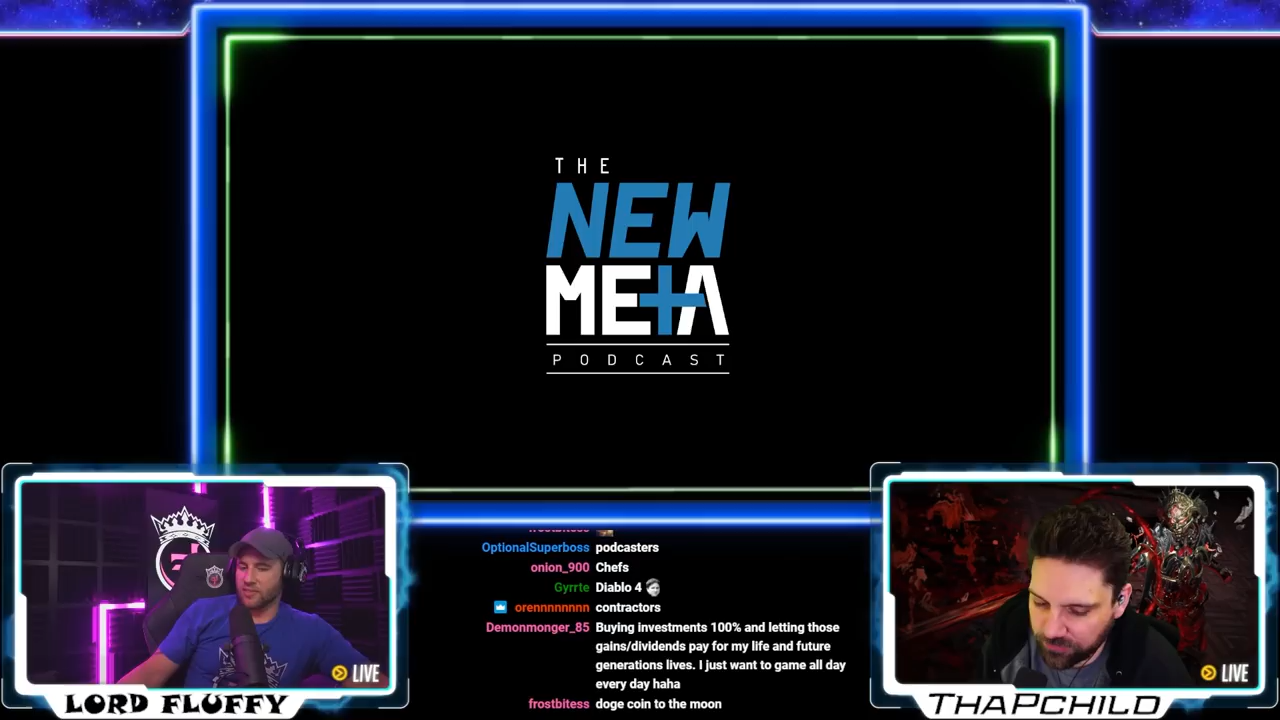 THE
NEW
META
PODCAST
OptionalSuperboss podcasters
onion_900 Chefs
Gyrrte Diablo 4
orennnnnnnn contractors
Demonmonger_85 Buying investments 100% and letting those
gains/dividends pay for my life and future
generations lives. I just want to game all day
every day haha
frostbitess doge coin to the moon
LIVE
LORD FLUFFY
LIVE
THAPCHILD